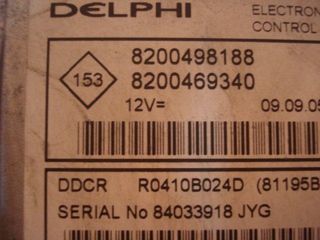 DELPHI
ELECTRON
CONTROL
153
8200498188
8200469340
12V=
09.09.05
DDCR R0410B024D (81195B
SERIAL No 84033918 JYG